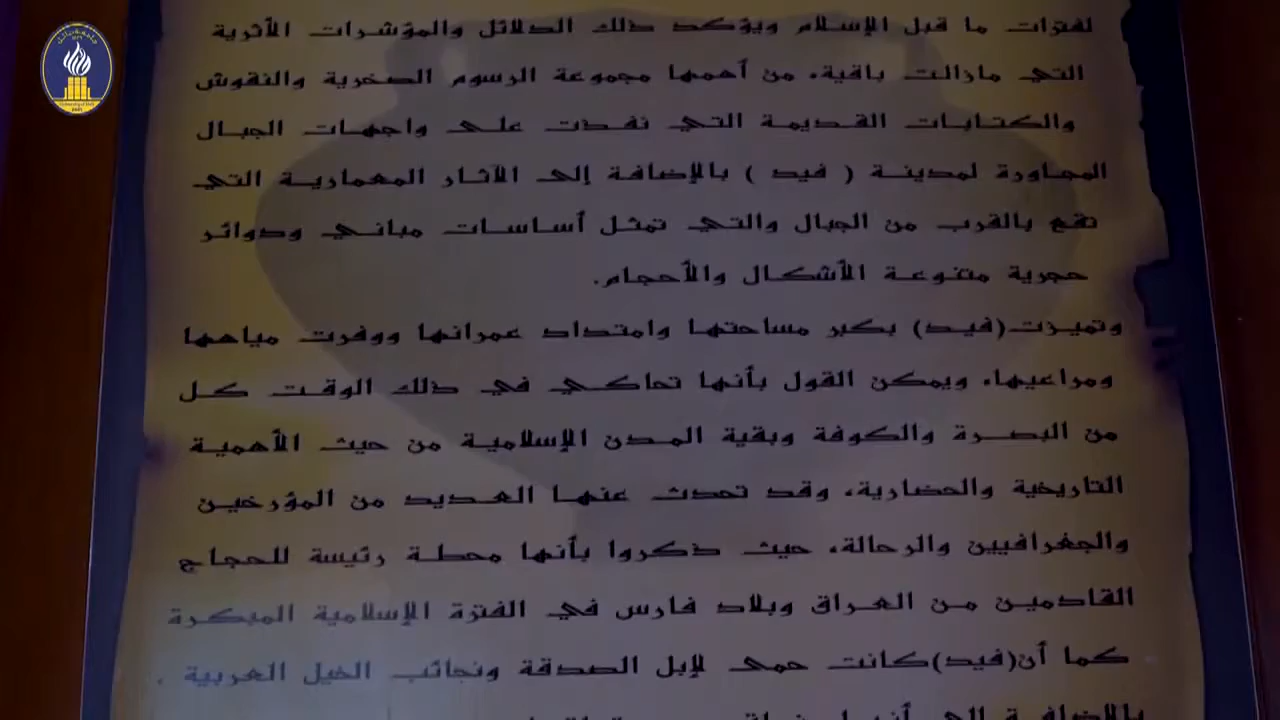 لفترات ما قبل الإسلام ويؤكد ذلك الدلائل والمؤشرات الأثرية
التي مازالت باقية، من أهمها مجموعة الرسوم الصخرية والنقوش
والكتابات القديمة التي نفذت على واجهات الجبال
المجاورة لمدينة ( فيد ) بالإضافة إلى الآثار المعمارية التي
تقع بالقرب من الجبال والتي تمثل أساسات مباني ودوائر
حجرية متنوعة الأشكال والأحجام.
وتميزت(فيد) بكبر مساحتها وامتداد عمرانها ووفرت مياهها
ومراعيها، ويمكن القول بأنها تحاكي في ذلك الوقت كل
من البصرة والكوفة وبقية المدن الإسلامية من حيث الأهمية
التاريخية والحضارية، وقد تحدث عنها العديد من المؤرخين
والجغرافيين والرحالة، حيث ذكروا بأنها محطة رئيسة للحجاج
القادمين من العراق وبلاد فارس في الفترة الإسلامية المبكرة
كما أن(فيد)كانت حمى لإبل الصدقة ونجائب الخيل العربية .
بالإضافة إلى أنها